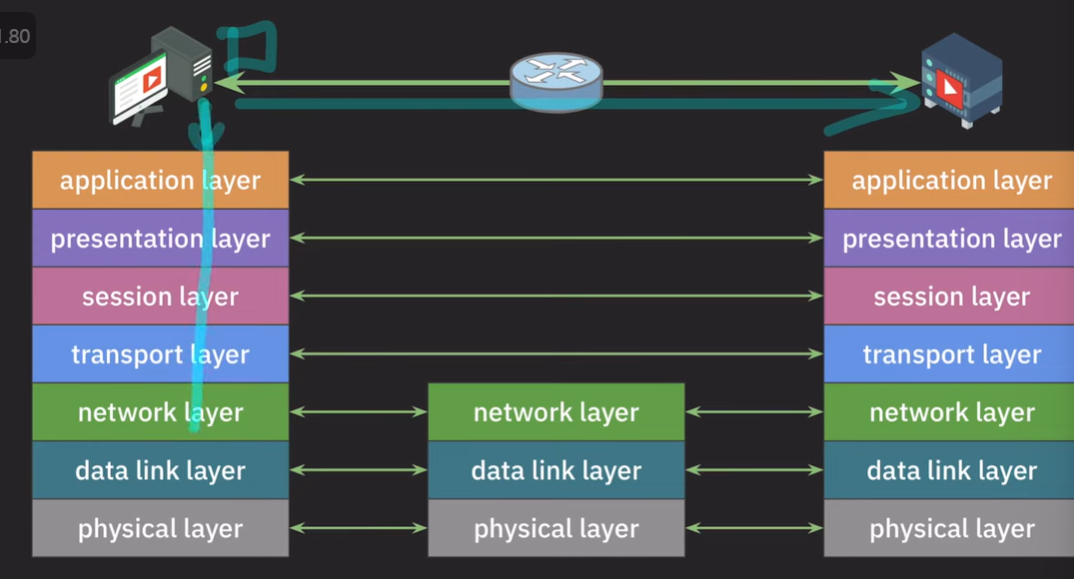 .80
application layer
application layer
presentation layer
presentation layer
session layer
session layer
transport layer
transport layer
network layer
network layer
network layer
data link layer
data link layer
data link layer
physical layer
physical layer
physical layer